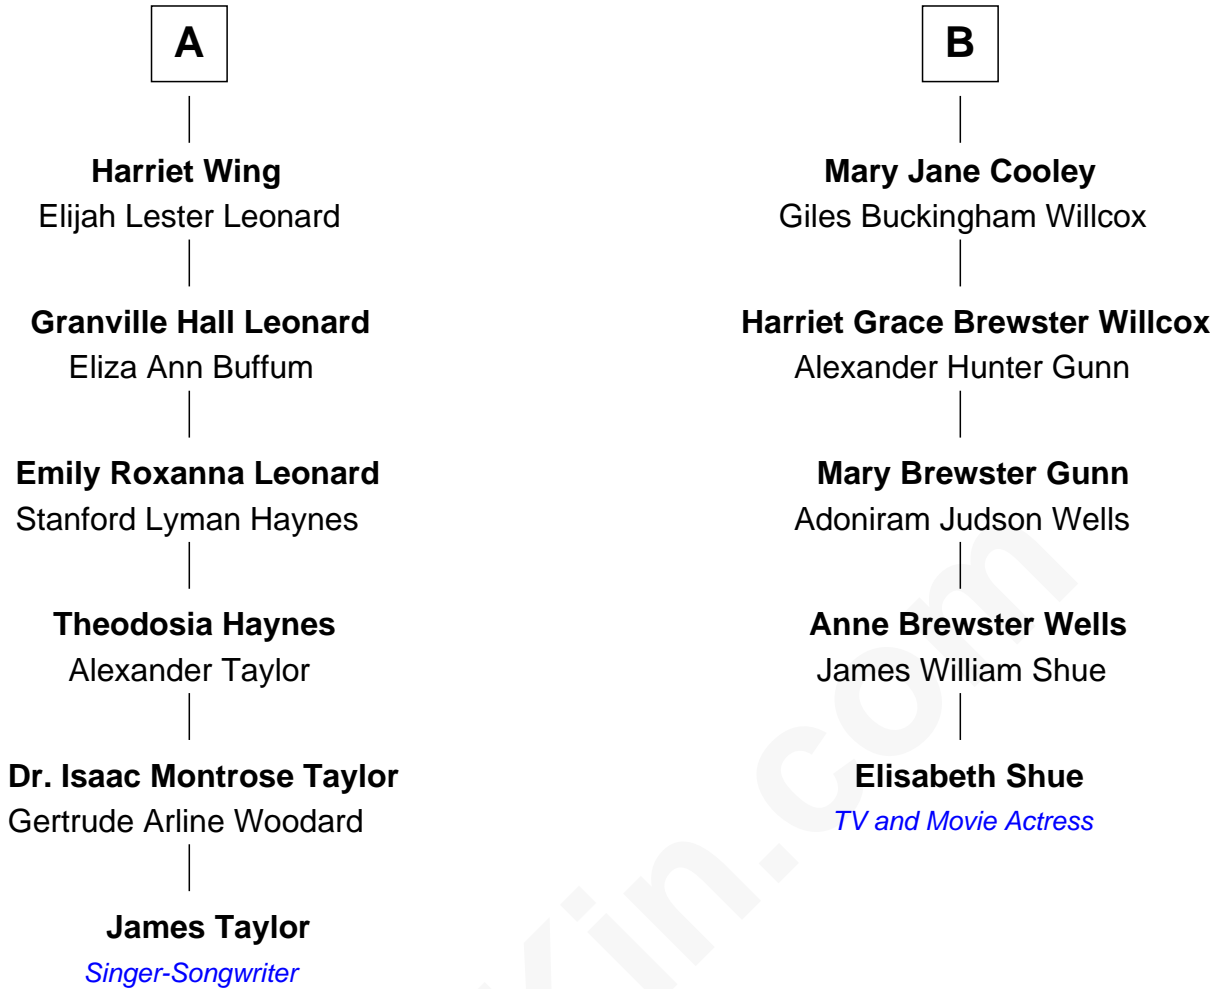 A
Harriet Wing
Elijah Lester Leonard
Granville Hall Leonard
Eliza Ann Buffum
Emily Roxanna Leonard
Stanford Lyman Haynes
Theodosia Haynes
Alexander Taylor
Dr. Isaac Montrose Taylor
Gertrude Arline Woodard
James Taylor
Singer-Songwriter
B
Mary Jane Cooley
Giles Buckingham Willcox
Harriet Grace Brewster Willcox
Alexander Hunter Gunn
Mary Brewster Gunn
Adoniram Judson Wells
Anne Brewster Wells
James William Shue
Elisabeth Shue
TV and Movie Actress
Kin.com